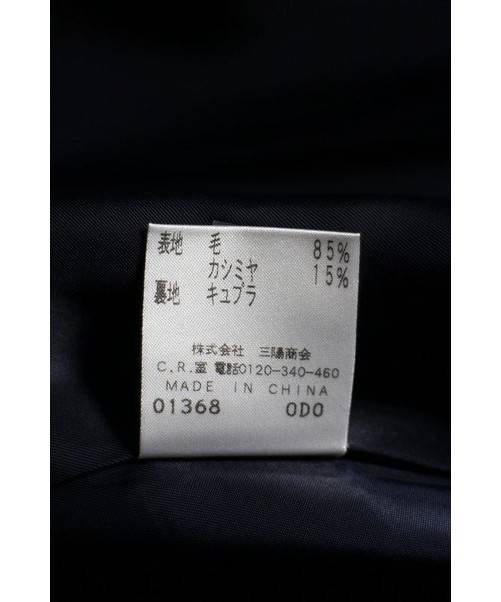 表地 毛 85%
カシミヤ 15%
裏地 キュプラ
株式会社 三陽商会
C.R.室 電話0120-340-460
MADE IN CHINA
01368 0D0